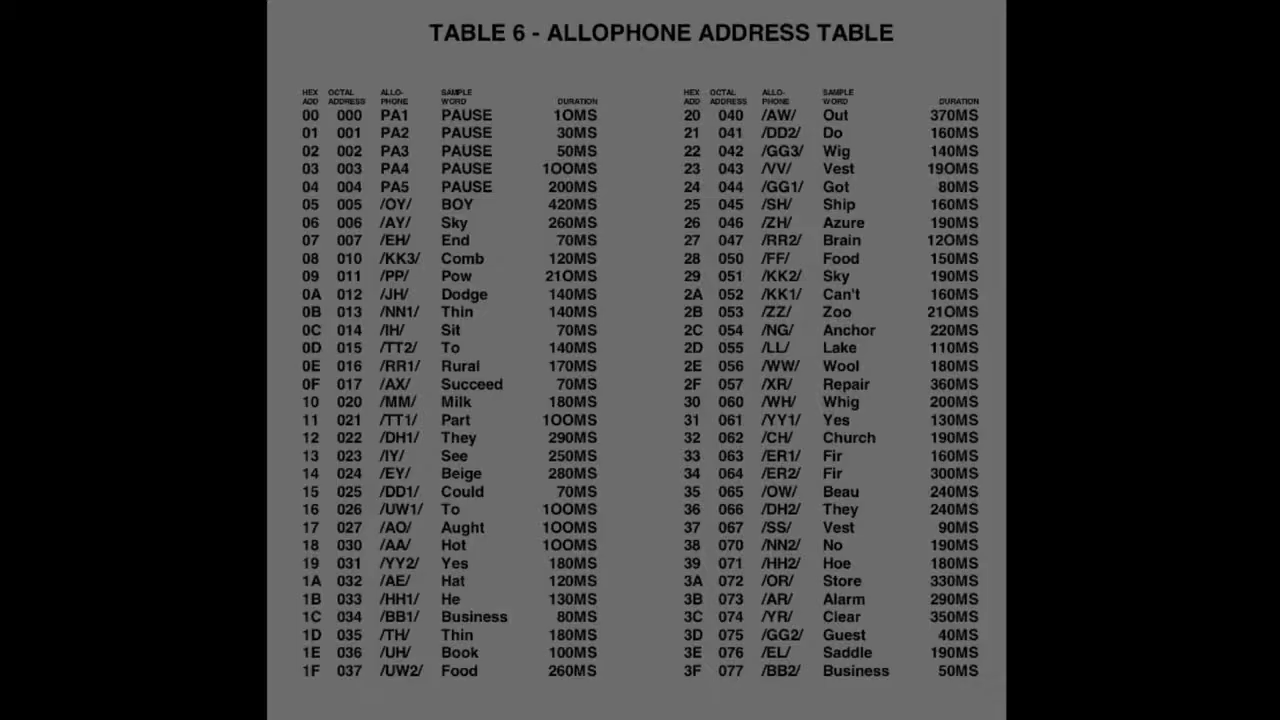 TABLE 6 - ALLOPHONE ADDRESS TABLE
HEX OCTAL ALLO- SAMPLE
ADD ADDRESS PHONE WORD DURATION
00 000 PA1 PAUSE 1OMS
01 001 PA2 PAUSE 30MS
02 002 PA3 PAUSE 50MS
03 003 PA4 PAUSE 1OOMS
04 004 PA5 PAUSE 200MS
05 005 /OY/ BOY 420MS
06 006 /AY/ Sky 260MS
07 007 /EH/ End 70MS
08 010 /KK3/ Comb 120MS
09 011 /PP/ Pow 21OMS
0A 012 /JH/ Dodge 140MS
0B 013 /NN1/ Thin 140MS
0C 014 /IH/ Sit 70MS
0D 015 /TT2/ To 140MS
0E 016 /RR1/ Rural 170MS
0F 017 /AX/ Succeed 70MS
10 020 /MM/ Milk 180MS
11 021 /TT1/ Part 1OOMS
12 022 /DH1/ They 290MS
13 023 /IY/ See 250MS
14 024 /EY/ Beige 280MS
15 025 /DD1/ Could 70MS
16 026 /UW1/ To 1OOMS
17 027 /AO/ Aught 1OOMS
18 030 /AA/ Hot 1OOMS
19 031 /YY2/ Yes 180MS
1A 032 /AE/ Hat 120MS
1B 033 /HH1/ He 130MS
1C 034 /BB1/ Business 80MS
1D 035 /TH/ Thin 180MS
1E 036 /UH/ Book 100MS
1F 037 /UW2/ Food 260MS
HEX OCTAL ALLO- SAMPLE
ADD ADDRESS PHONE WORD DURATION
20 040 /AW/ Out 370MS
21 041 /DD2/ Do 160MS
22 042 /GG3/ Wig 140MS
23 043 /VV/ Vest 19OMS
24 044 /GG1/ Got 80MS
25 045 /SH/ Ship 160MS
26 046 /ZH/ Azure 190MS
27 047 /RR2/ Brain 12OMS
28 050 /FF/ Food 150MS
29 051 /KK2/ Sky 190MS
2A 052 /KK1/ Can't 160MS
2B 053 /ZZ/ Zoo 21OMS
2C 054 /NG/ Anchor 220MS
2D 055 /LL/ Lake 110MS
2E 056 /WW/ Wool 180MS
2F 057 /XR/ Repair 360MS
30 060 /WH/ Whig 200MS
31 061 /YY1/ Yes 130MS
32 062 /CH/ Church 190MS
33 063 /ER1/ Fir 160MS
34 064 /ER2/ Fir 300MS
35 065 /OW/ Beau 240MS
36 066 /DH2/ They 240MS
37 067 /SS/ Vest 90MS
38 070 /NN2/ No 190MS
39 071 /HH2/ Hoe 180MS
3A 072 /OR/ Store 330MS
3B 073 /AR/ Alarm 290MS
3C 074 /YR/ Clear 350MS
3D 075 /GG2/ Guest 40MS
3E 076 /EL/ Saddle 190MS
3F 077 /BB2/ Business 50MS